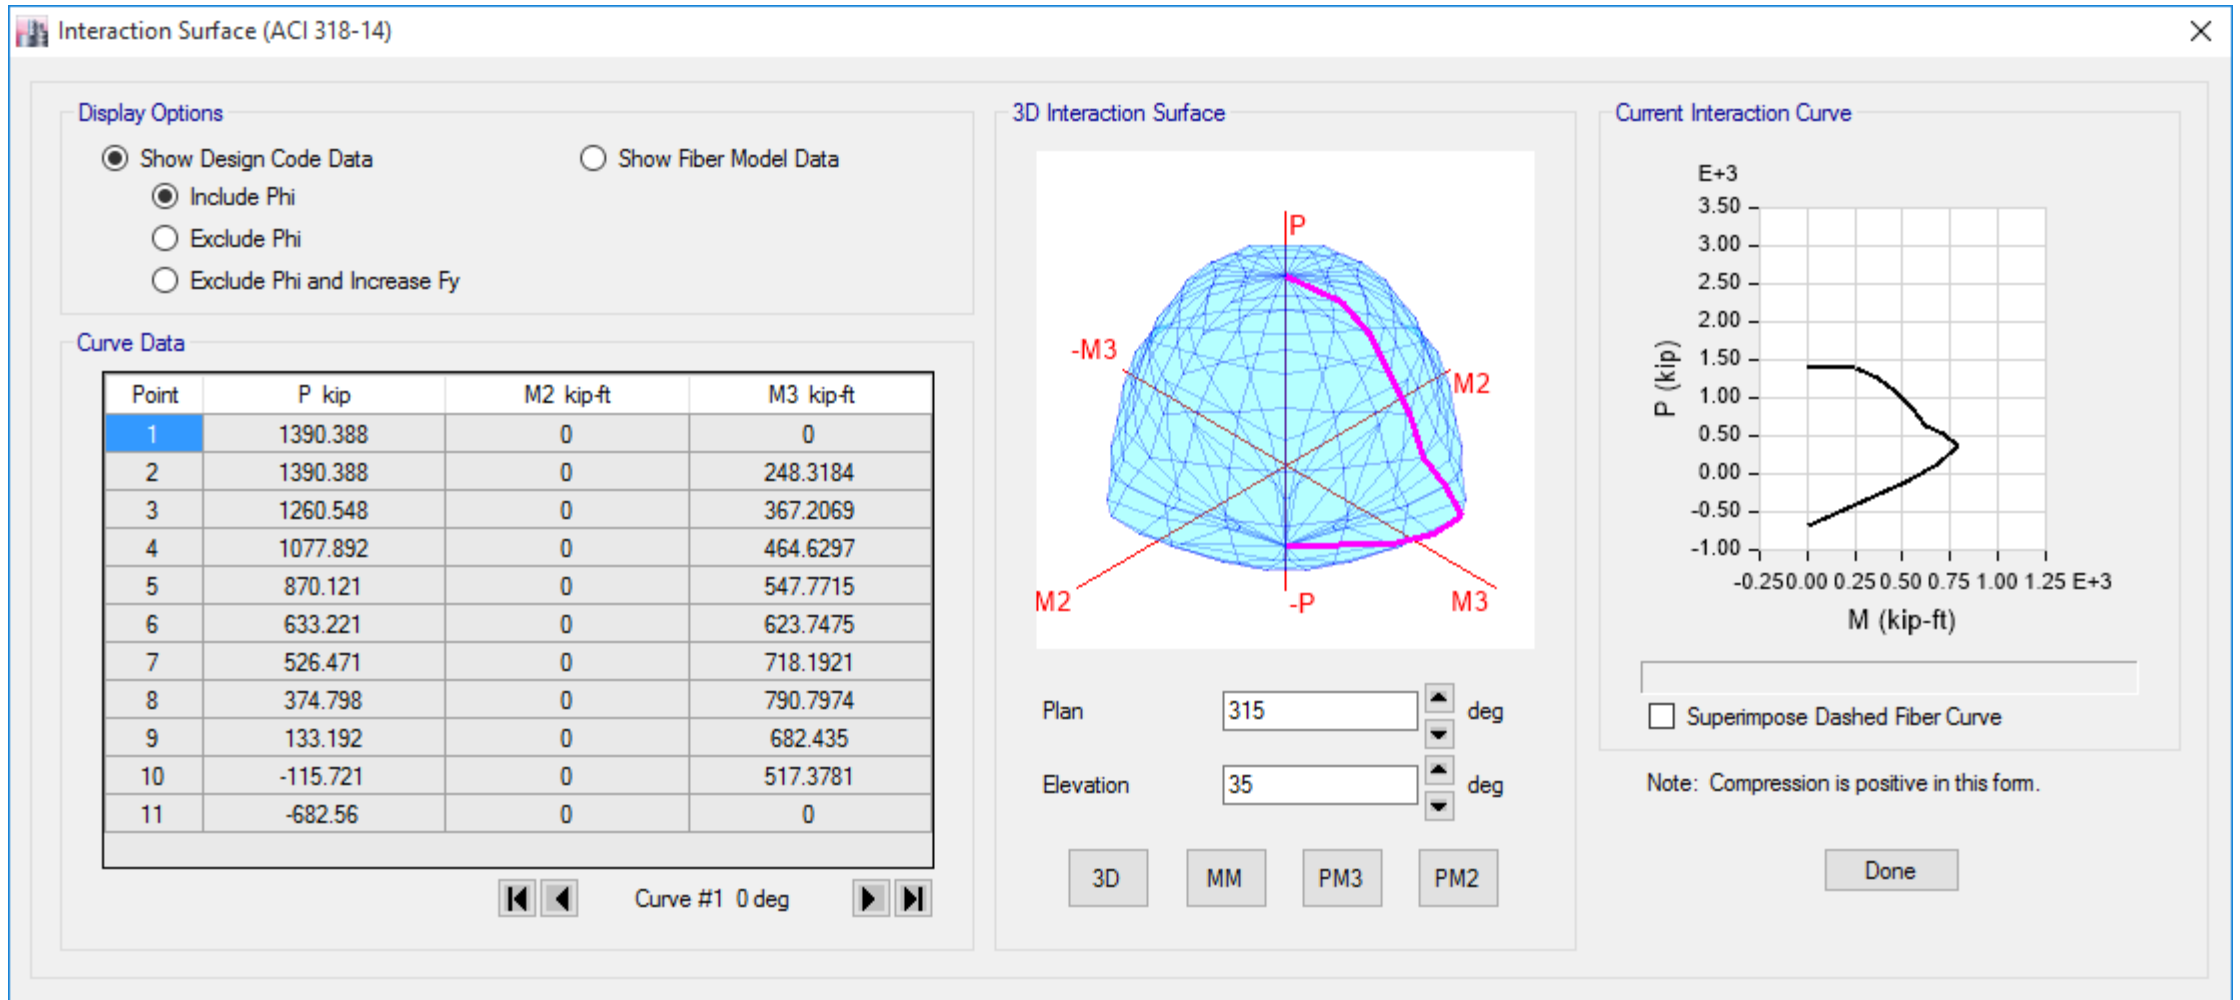 Interaction Surface (ACI 318-14)
Display Options
Show Design Code Data
Show Fiber Model Data
Include Phi
Exclude Phi
Exclude Phi and Increase Fy
Curve Data
Point P kip M2 kip-ft M3 kip-ft
1 1390.388 0 0
2 1390.388 0 248.3184
3 1260.548 0 367.2069
4 1077.892 0 464.6297
5 870.121 0 547.7715
6 633.221 0 623.7475
7 526.471 0 718.1921
8 374.798 0 790.7974
9 133.192 0 682.435
10 -115.721 0 517.3781
11 -682.56 0 0
Curve #1 0 deg
3D Interaction Surface
P
-M3
M2
M2
-P
M3
Plan 315 deg
Elevation 35 deg
3D MM PM3 PM2
Current Interaction Curve
E+3
3.50
3.00
2.50
2.00
1.50
1.00
0.50
0.00
-0.50
-1.00
P (kip)
-0.250.00 0.25 0.50 0.75 1.00 1.25 E+3
M (kip-ft)
Superimpose Dashed Fiber Curve
Note: Compression is positive in this form.
Done